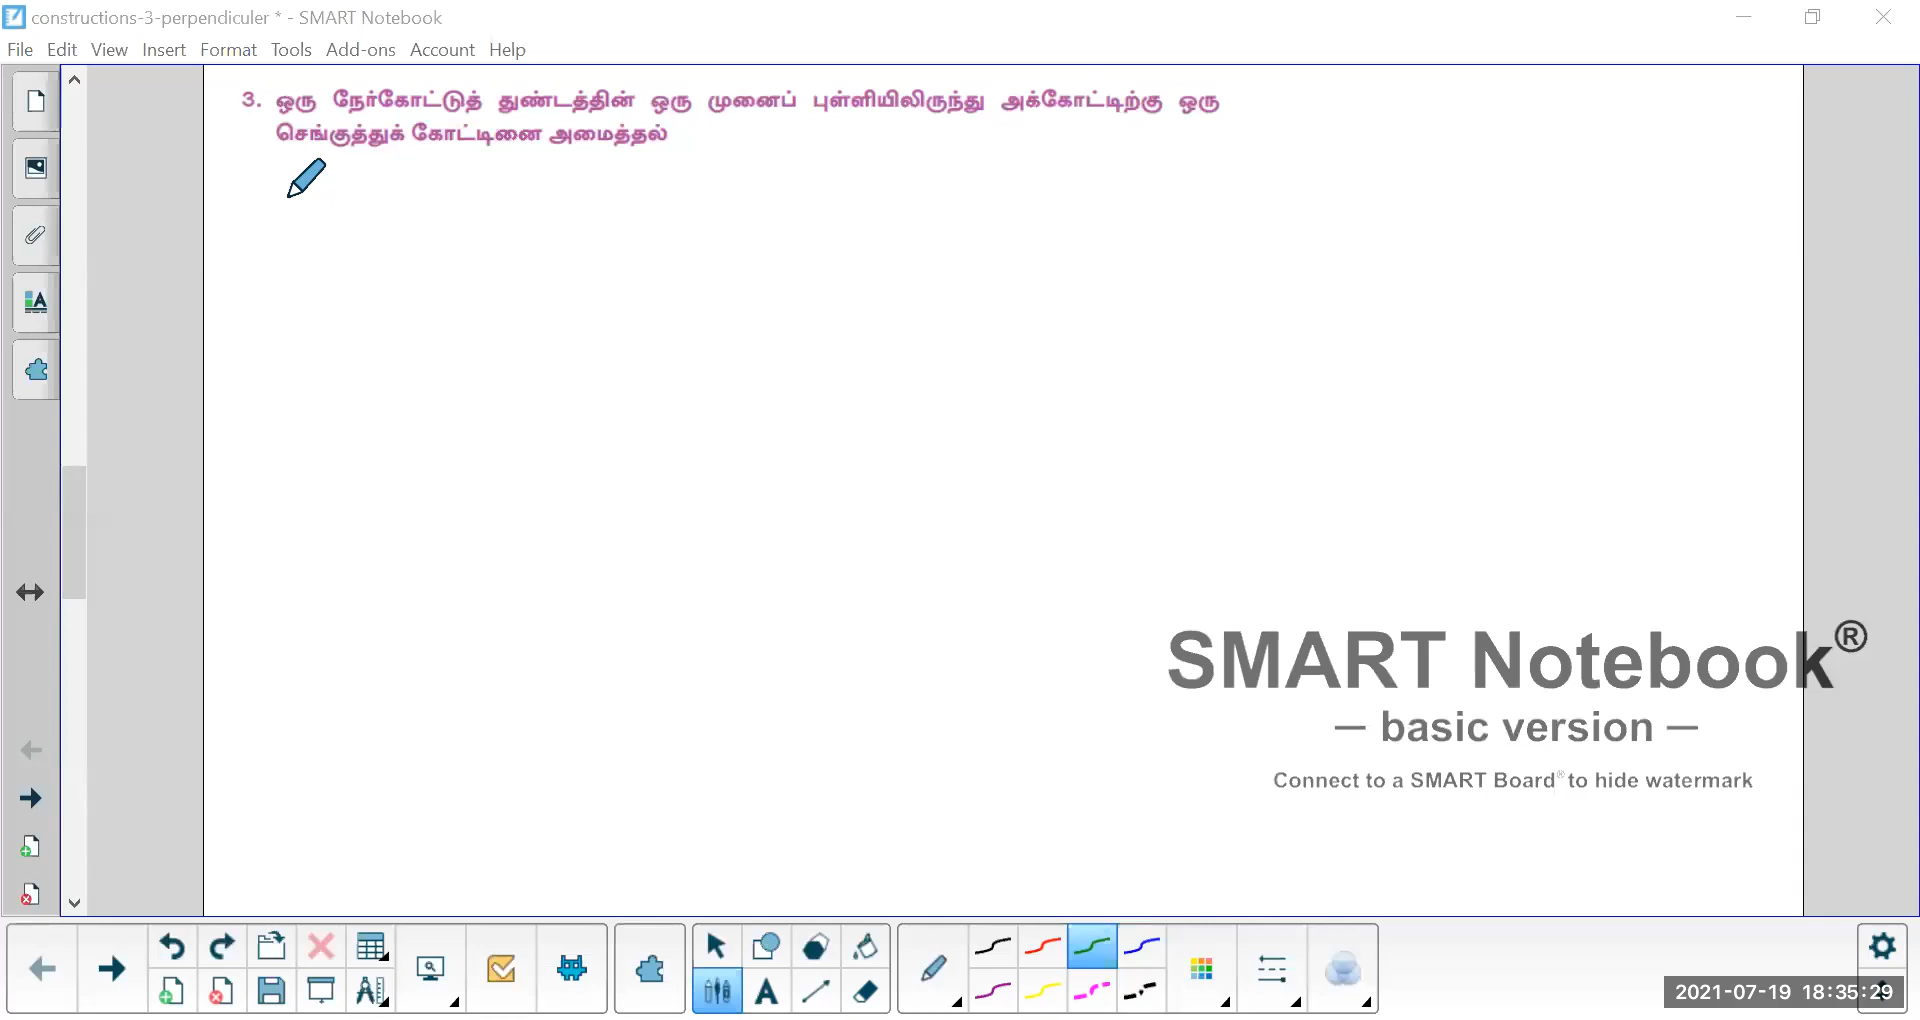 constructions-3-perpendiculer * - SMART Notebook
File Edit View Insert Format Tools Add-ons Account Help
3. ஒரு நேர்கோட்டுத் துண்டத்தின் ஒரு முனைப் புள்ளியிலிருந்து அக்கோட்டிற்கு ஒரு
செங்குத்துக் கோட்டினை அமைத்தல்
SMART Notebook®
— basic version —
Connect to a SMART Board® to hide watermark
2021-07-19 18:35:29